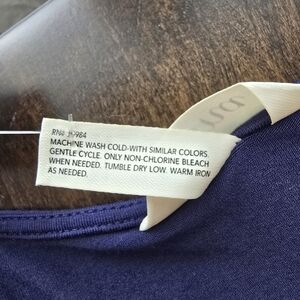 RN#
MACHINE WASH COLD-WITH SIMILAR COLORS.
GENTLE CYCLE. ONLY NON-CHLORINE BLEACH
WHEN NEEDED. TUMBLE DRY LOW. WARM IRON
AS NEEDED.